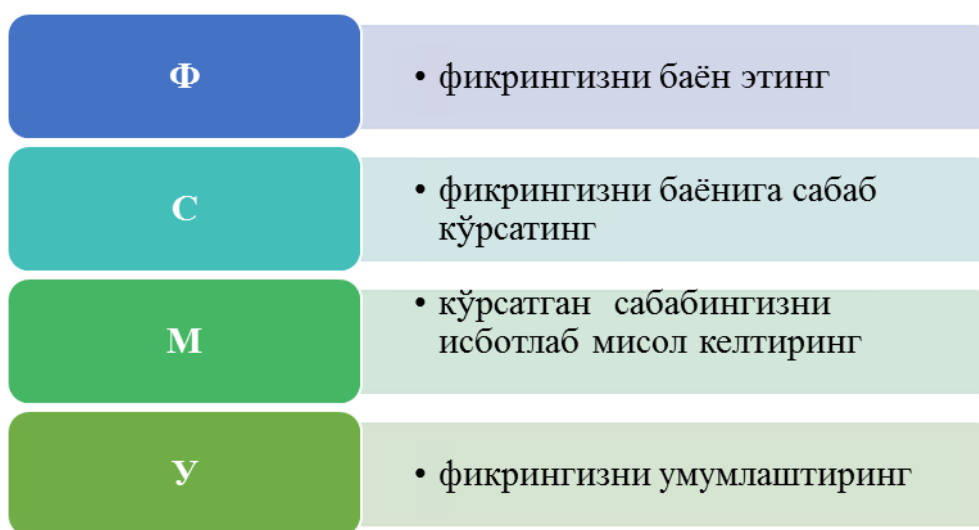 Ф
• фикрингизни баён этинг
С
• фикрингизни баёнига сабаб
кўрсатинг
М
• кўрсатган сабабингизни
исботлаб мисол келтиринг
У
• фикрингизни умумлаштиринг